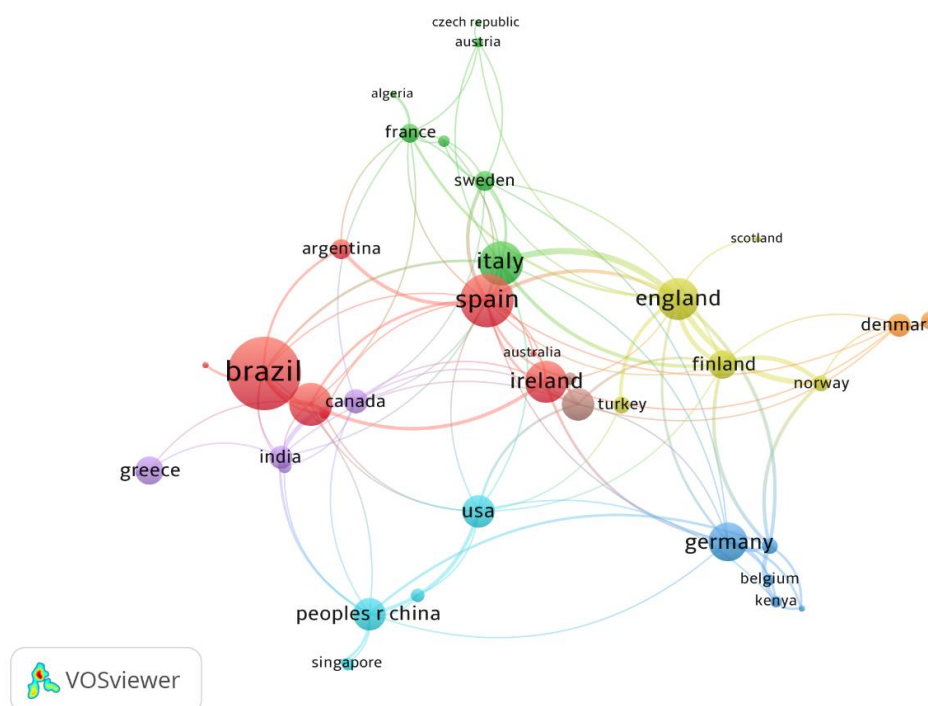 czech republic
austria
algeria
france
sweden
scotland
argentina
italy
spain
england
denmar
australia
finland
brazil
ireland
norway
canada
turkey
india
greece
usa
germany
belgium
kenya
peoples r china
singapore
VOSviewer